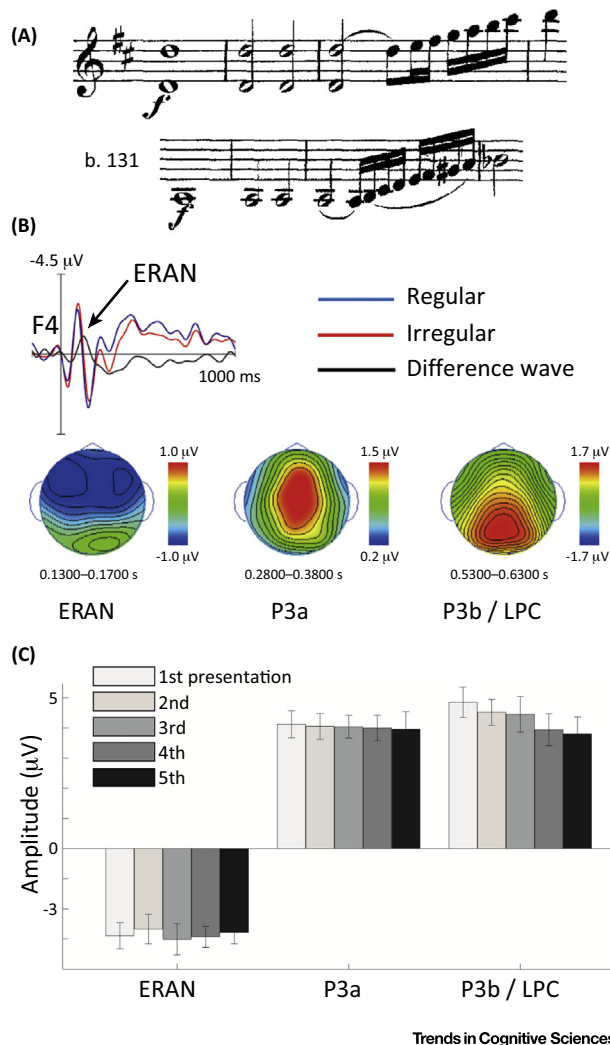 (A)
f
b. 131
f
(B)
-4.5 μV
ERAN
F4
1000 ms
Regular
Irregular
Difference wave
1.0 μV
-1.0 μV
1.5 μV
0.2 μV
1.7 μV
-1.7 μV
0.1300–0.1700 s
0.2800–0.3800 s
0.5300–0.6300 s
ERAN
P3a
P3b / LPC
(C)
1st presentation
2nd
3rd
4th
5th
5
0
-3
Amplitude (μV)
ERAN
P3a
P3b / LPC
Trends in Cognitive Sciences